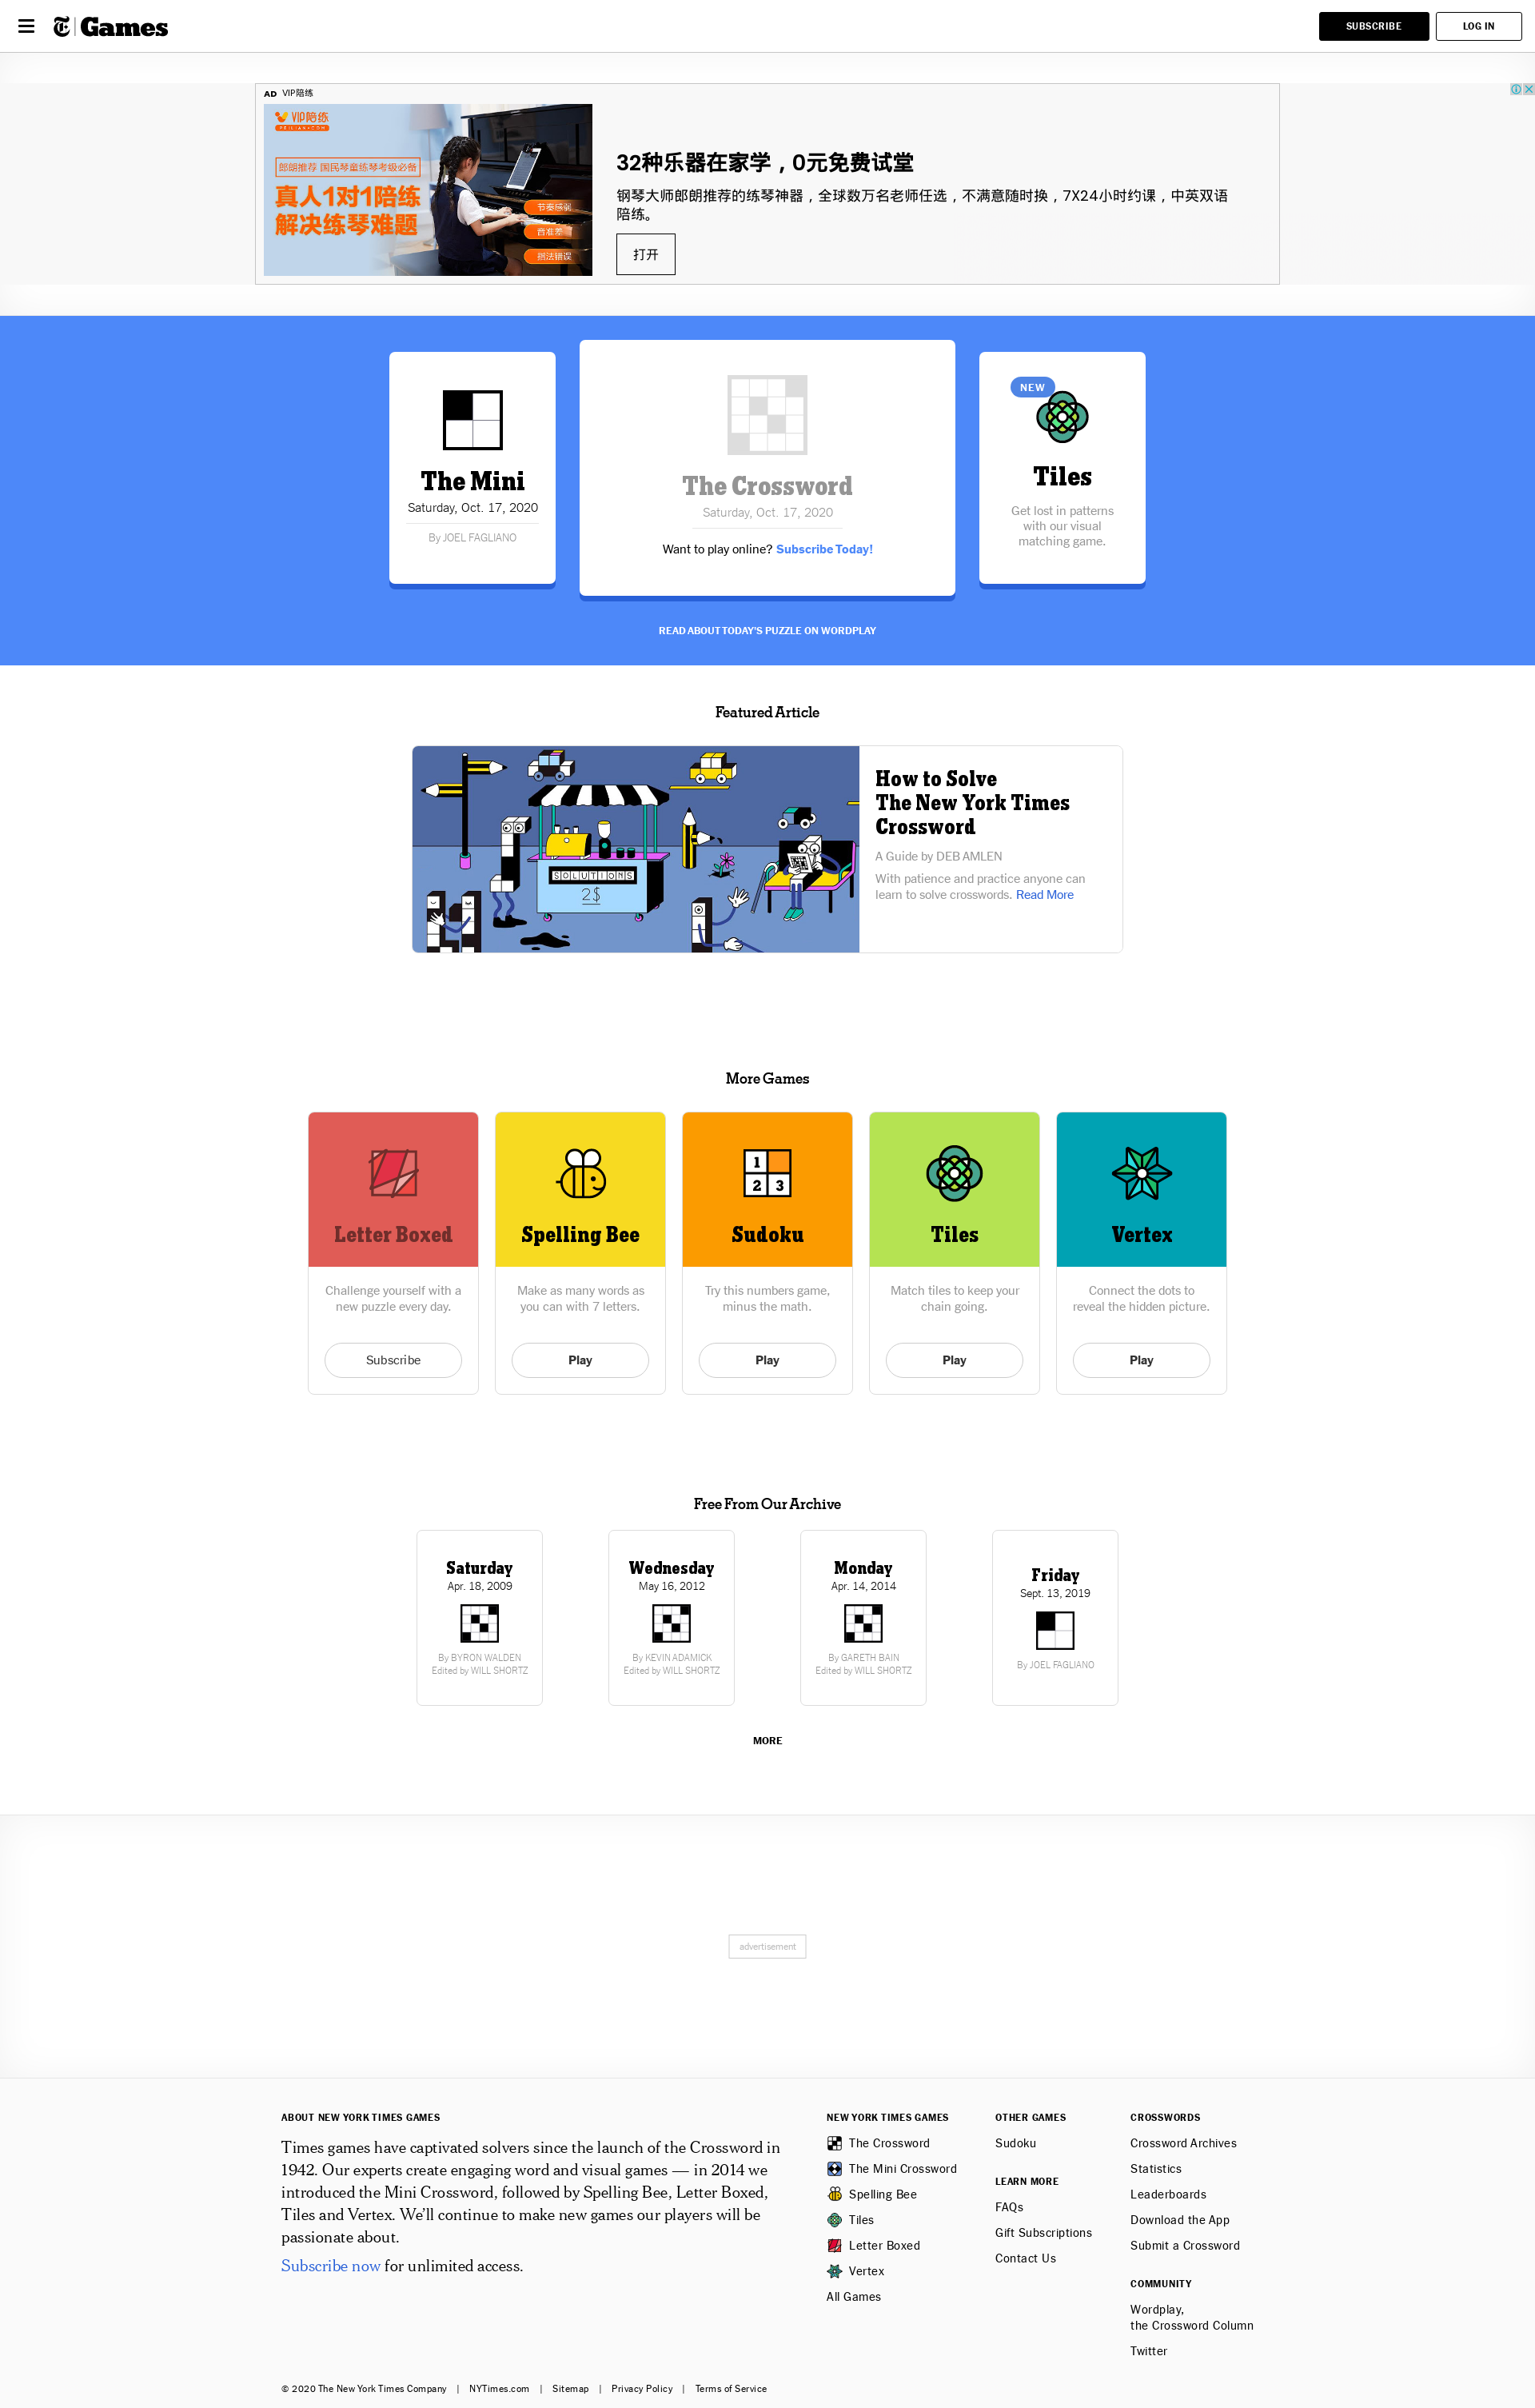 Games
SUBSCRIBE
LOG IN
AD VIP陪练
VIP陪练
PEILIAN.COM
郎朗推荐 国民琴童练琴考级必备
真人1对1陪练
解决练琴难题
节奏感弱
音准差
指法错误
32种乐器在家学，0元免费试堂
钢琴大师郎朗推荐的练琴神器，全球数万名老师任选，不满意随时换，7X24小时约课，中英双语
陪练。
打开
The Mini
Saturday, Oct. 17, 2020
By JOEL FAGLIANO
The Crossword
Saturday, Oct. 17, 2020
Want to play online? Subscribe Today!
NEW
Tiles
Get lost in patterns
with our visual
matching game.
READ ABOUT TODAY'S PUZZLE ON WORDPLAY
Featured Article
SOLUTIONS
2$
How to Solve
The New York Times
Crossword
A Guide by DEB AMLEN
With patience and practice anyone can
learn to solve crosswords. Read More
More Games
Letter Boxed
Challenge yourself with a
new puzzle every day.
Subscribe
Spelling Bee
Make as many words as
you can with 7 letters.
Play
1
2 3
Sudoku
Try this numbers game,
minus the math.
Play
Tiles
Match tiles to keep your
chain going.
Play
Vertex
Connect the dots to
reveal the hidden picture.
Play
Free From Our Archive
Saturday
Apr. 18, 2009
By BYRON WALDEN
Edited by WILL SHORTZ
Wednesday
May 16, 2012
By KEVIN ADAMICK
Edited by WILL SHORTZ
Monday
Apr. 14, 2014
By GARETH BAIN
Edited by WILL SHORTZ
Friday
Sept. 13, 2019
By JOEL FAGLIANO
MORE
advertisement
ABOUT NEW YORK TIMES GAMES
Times games have captivated solvers since the launch of the Crossword in
1942. Our experts create engaging word and visual games — in 2014 we
introduced the Mini Crossword, followed by Spelling Bee, Letter Boxed,
Tiles and Vertex. We’ll continue to make new games our players will be
passionate about.
Subscribe now for unlimited access.
NEW YORK TIMES GAMES
The Crossword
The Mini Crossword
Spelling Bee
Tiles
Letter Boxed
Vertex
All Games
OTHER GAMES
Sudoku
LEARN MORE
FAQs
Gift Subscriptions
Contact Us
CROSSWORDS
Crossword Archives
Statistics
Leaderboards
Download the App
Submit a Crossword
COMMUNITY
Wordplay,
the Crossword Column
Twitter
© 2020 The New York Times Company | NYTimes.com | Sitemap | Privacy Policy | Terms of Service